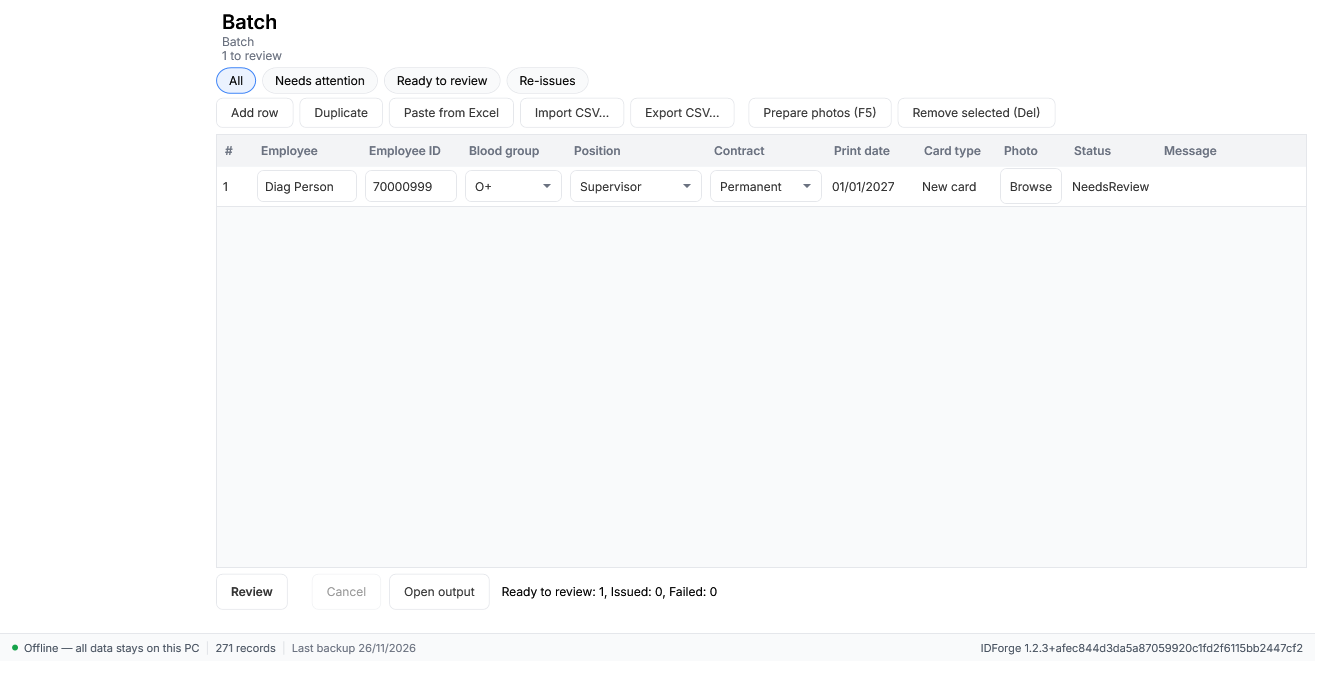 Batch
Batch
1 to review
All Needs attention Ready to review Re-issues
Add row Duplicate Paste from Excel Import CSV... Export CSV... Prepare photos (F5) Remove selected (Del)
# Employee Employee ID Blood group Position Contract Print date Card type Photo Status Message
1 Diag Person 70000999 O+ Supervisor Permanent 01/01/2027 New card Browse NeedsReview
Review Cancel Open output Ready to review: 1, Issued: 0, Failed: 0
Offline — all data stays on this PC 271 records Last backup 26/11/2026 IDForge 1.2.3+afec844d3da5a87059920c1fd2f6115bb2447cf2